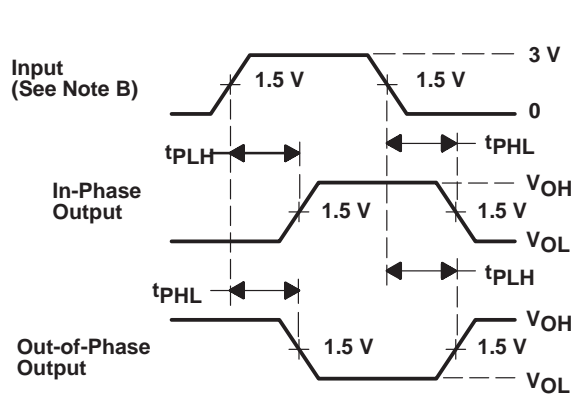 Input
(See Note B)
1.5 V
1.5 V
3 V
0
tPLH
tPHL
In-Phase
Output
1.5 V
1.5 V
VOH
VOL
tPHL
tPLH
Out-of-Phase
Output
1.5 V
1.5 V
VOH
VOL